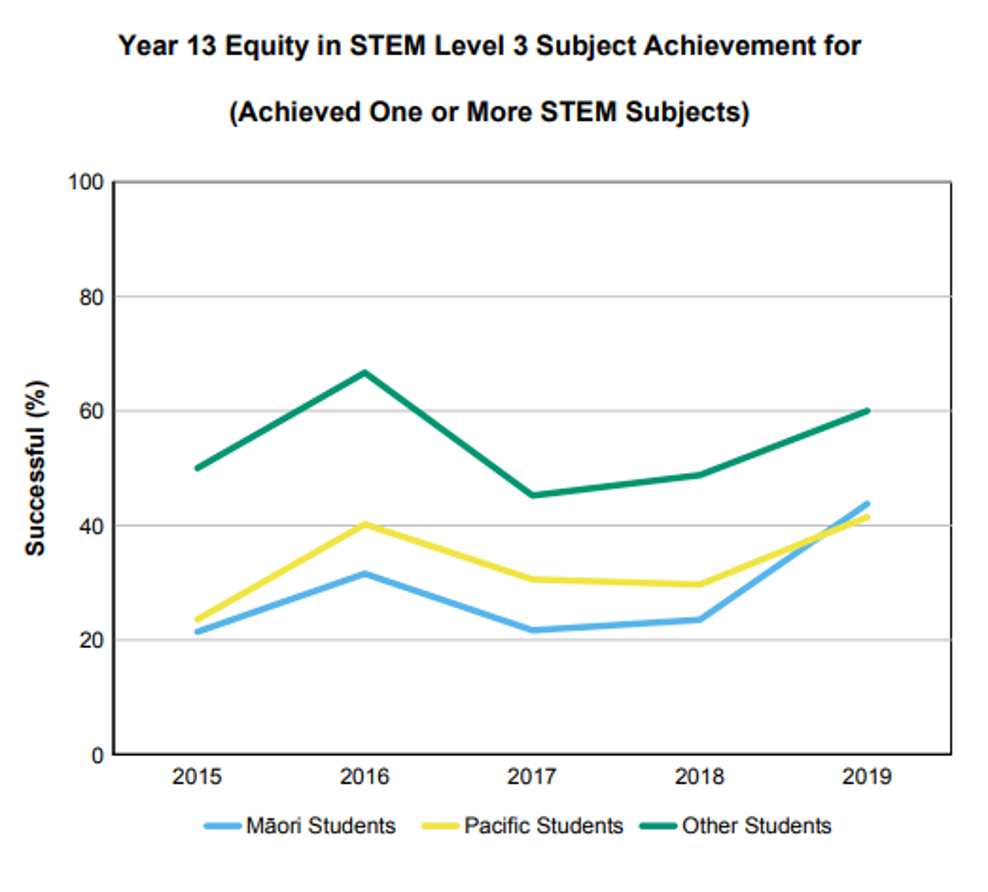 Year 13 Equity in STEM Level 3 Subject Achievement for
(Achieved One or More STEM Subjects)
100
80
60
40
20
0
Successful (%)
2015 2016 2017 2018 2019
Māori Students Pacific Students Other Students